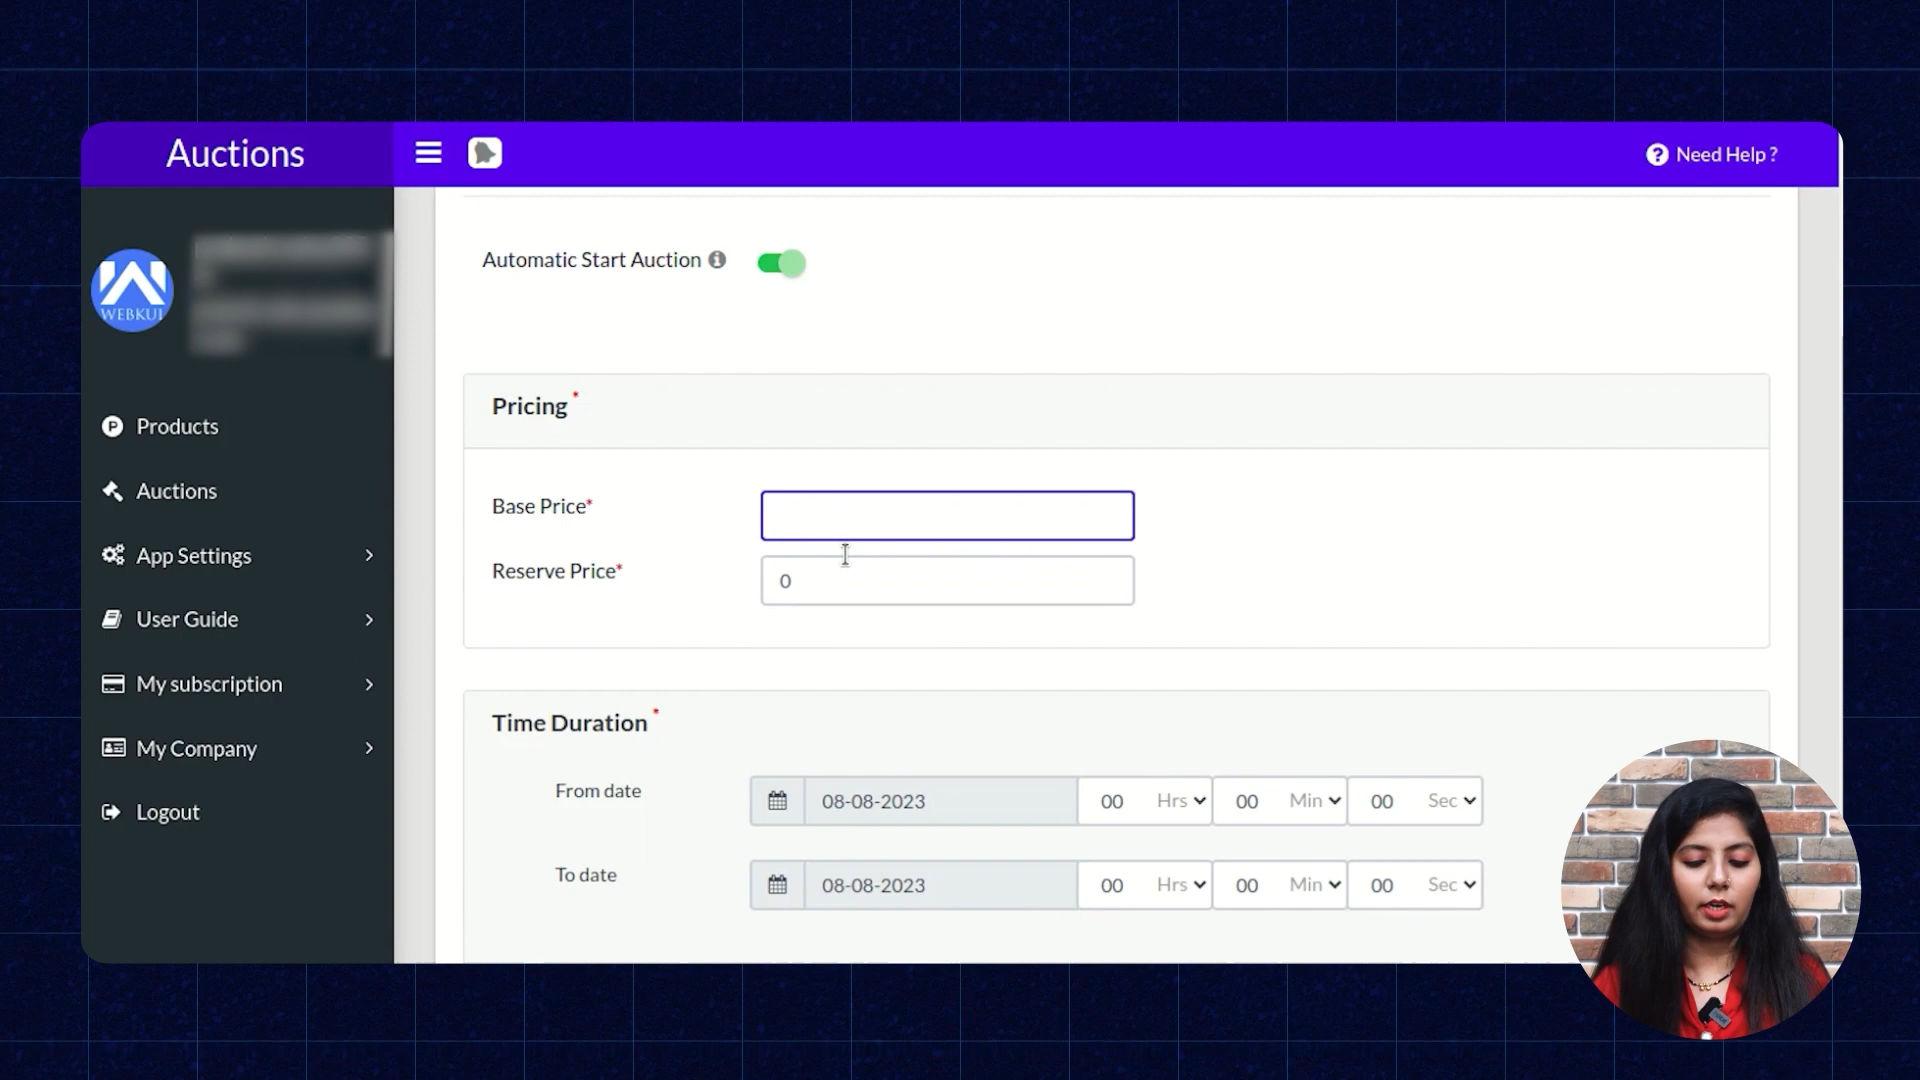 Auctions
Need Help ?
WEBKUL
Automatic Start Auction
Products
Auctions
App Settings
User Guide
My subscription
My Company
Logout
Pricing *
Base Price*
Reserve Price* 0
Time Duration *
From date 08-08-2023 00 Hrs 00 Min 00 Sec
To date 08-08-2023 00 Hrs 00 Min 00 Sec